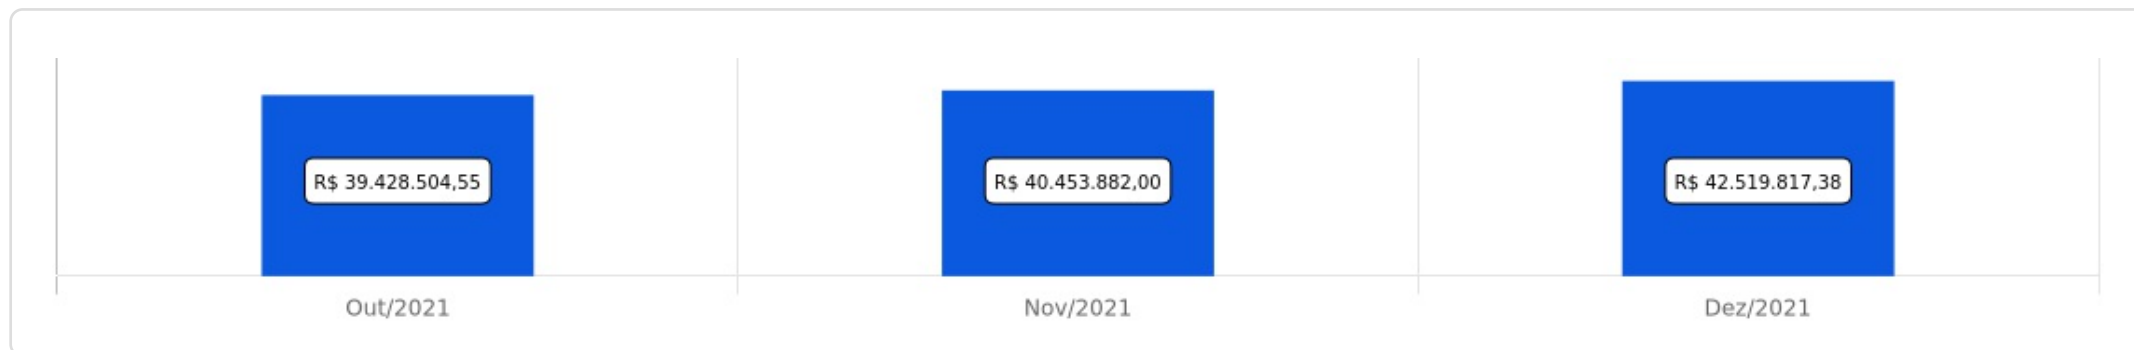 R$ 39.428.504,55
R$ 40.453.882,00
R$ 42.519.817,38
Out/2021
Nov/2021
Dez/2021